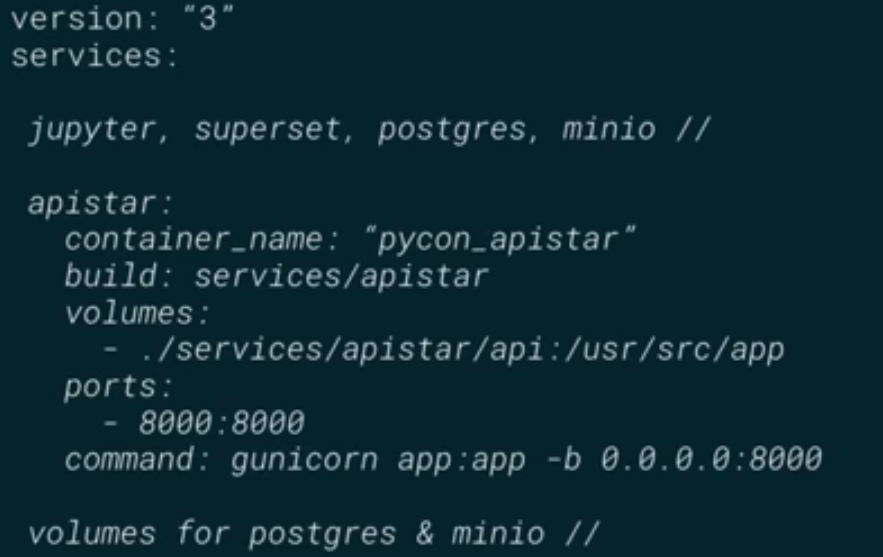 version: “3”
services:
jupyter, superset, postgres, minio //
apistar:
container_name: “pycon_apistar”
build: services/apistar
volumes:
- ./services/apistar/api:/usr/src/app
ports:
- 8000:8000
command: gunicorn app:app -b 0.0.0.0:8000
volumes for postgres & minio //